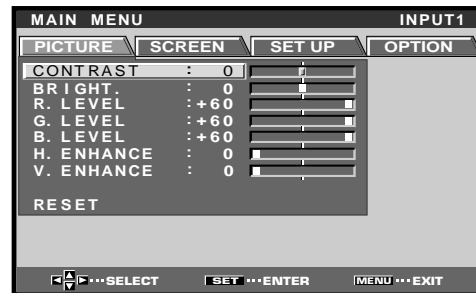 MAIN MENU INPUT1
PICTURE SCREEN SET UP OPTION
CONTRAST : 0
BRIGHT. : 0
R. LEVEL :+60
G. LEVEL :+60
B. LEVEL :+60
H. ENHANCE : 0
V. ENHANCE : 0
RESET
···SELECT SET ···ENTER MENU ···EXIT